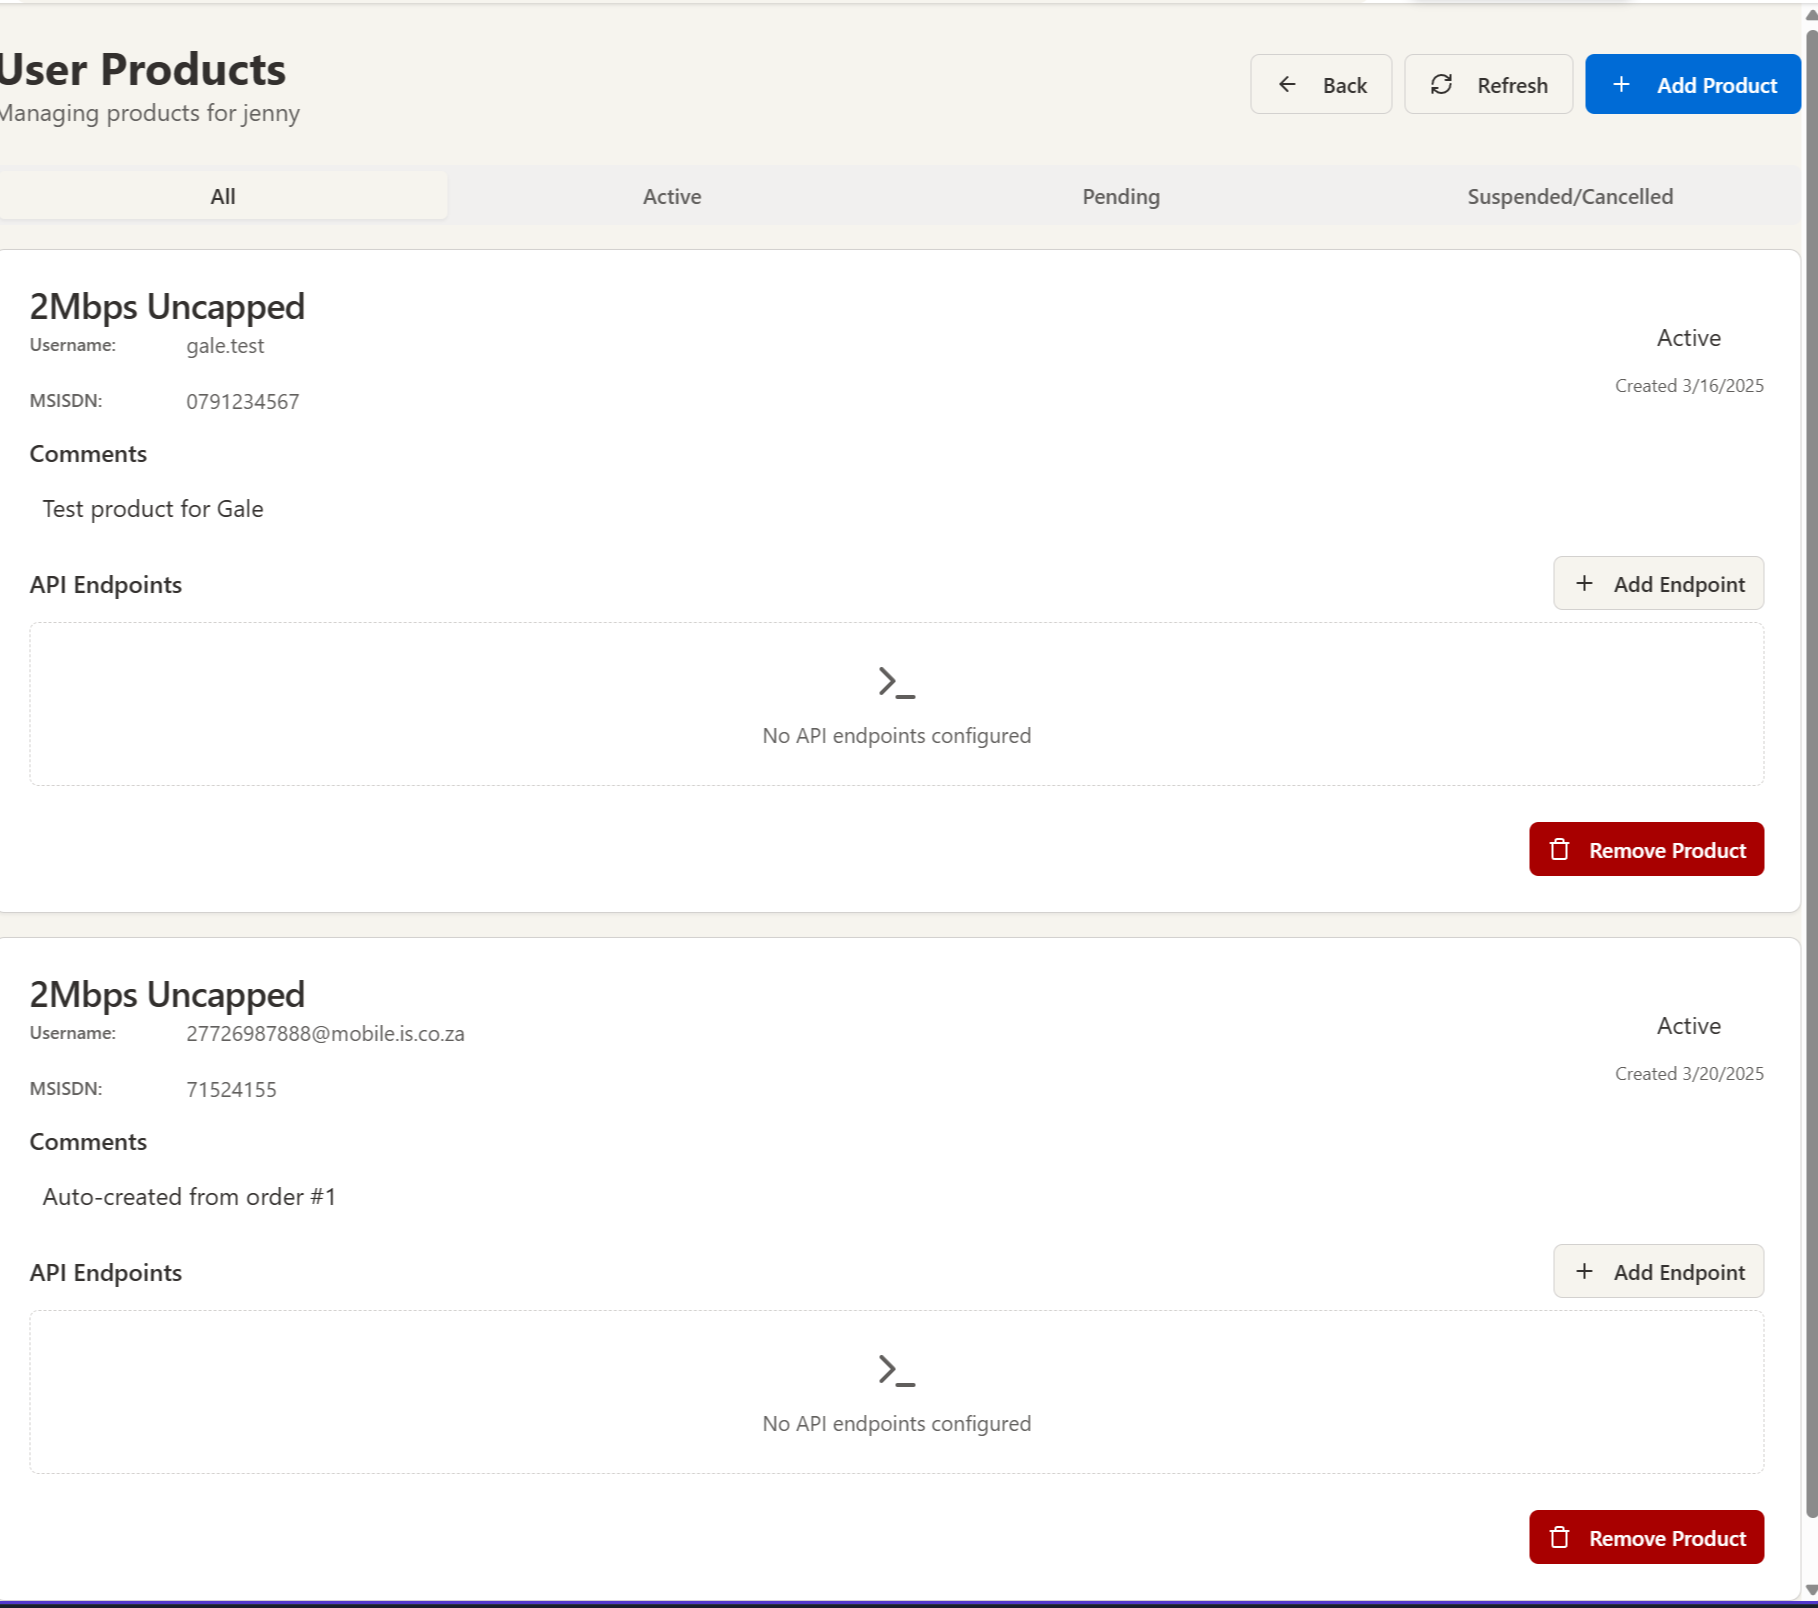 User Products
Managing products for jenny
Back
Refresh
Add Product
All
Active
Pending
Suspended/Cancelled
2Mbps Uncapped
Username: gale.test
Active
Created 3/16/2025
MSISDN: 0791234567
Comments
Test product for Gale
API Endpoints
Add Endpoint
No API endpoints configured
Remove Product
2Mbps Uncapped
Username: 27726987888@mobile.is.co.za
Active
Created 3/20/2025
MSISDN: 71524155
Comments
Auto-created from order #1
API Endpoints
Add Endpoint
No API endpoints configured
Remove Product